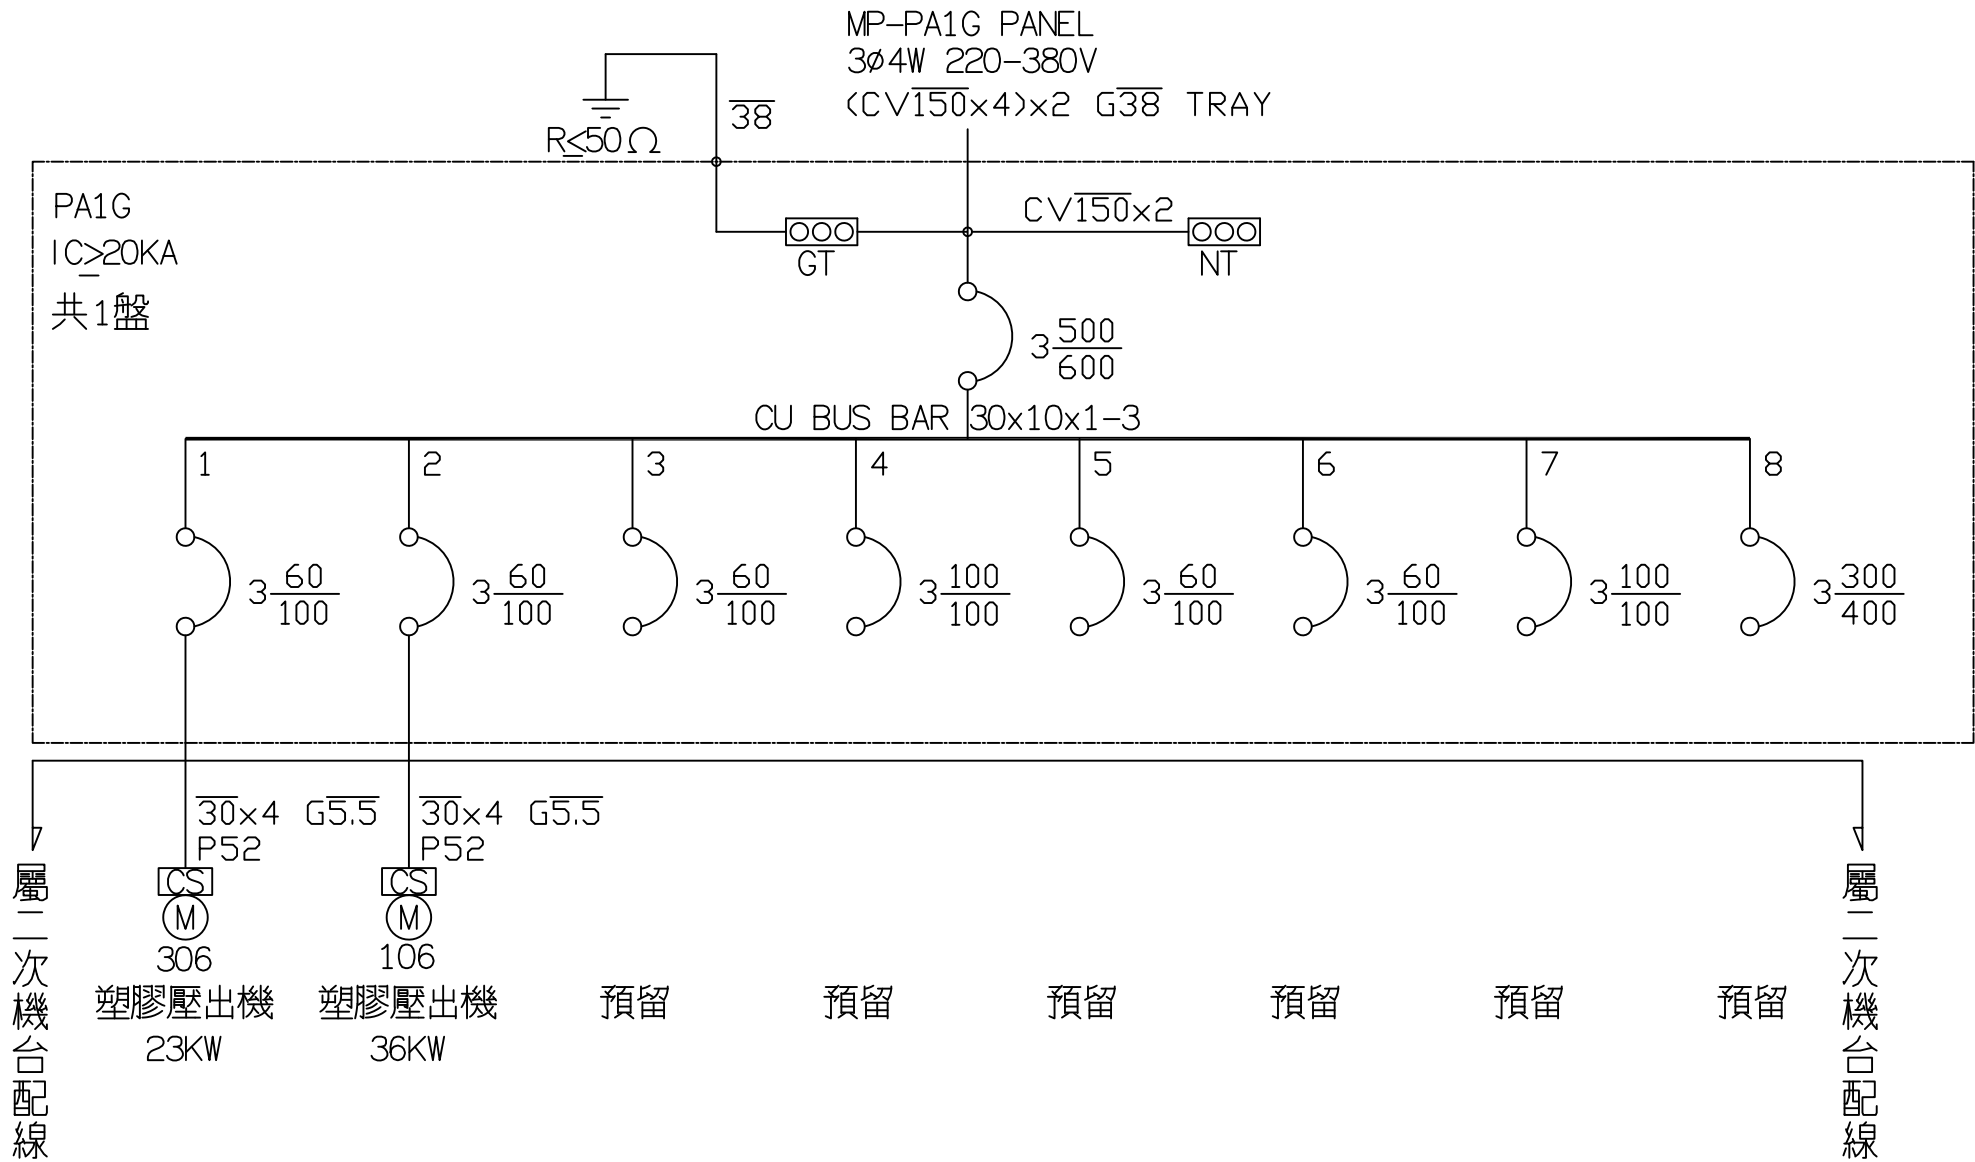 MP-PA1G PANEL
3ø4W 220-380V
(CV150x4)x2 G38 TRAY
38
R≤50Ω
PA1G
IC≥20KA
共1盤
CV150x2
GT
NT
3 500/600
CU BUS BAR 30x10x1-3
1 2 3 4 5 6 7 8
3 60/100 3 60/100 3 60/100 3 100/100 3 60/100 3 60/100 3 100/100 3 300/400
30x4 G5.5 30x4 G5.5
P52 P52
CS CS
M M
306 106
塑膠壓出機 塑膠壓出機 預留 預留 預留 預留 預留 預留
23KW 36KW
屬二次機台配線
屬二次機台配線